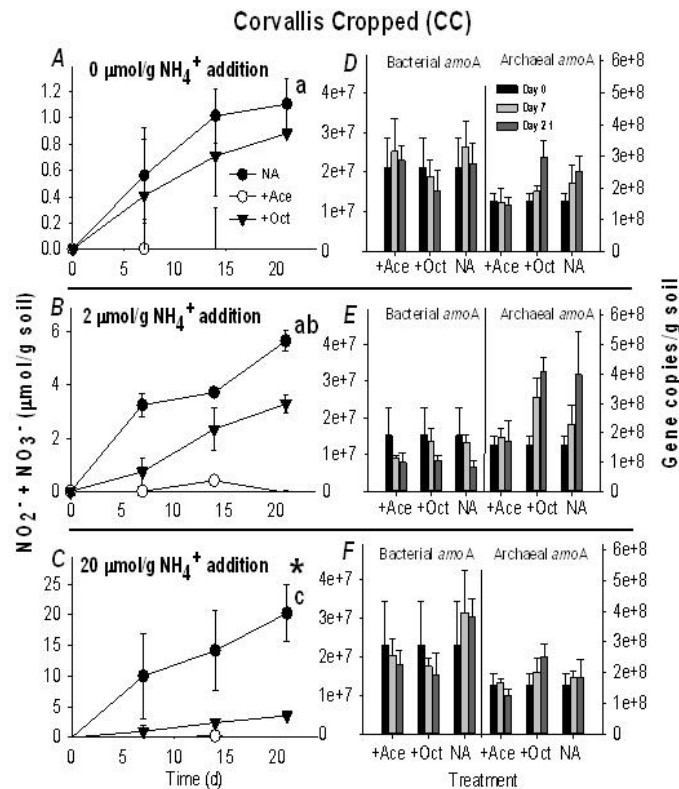 Corvallis Cropped (CC)
A
0 µmol/g NH4+ addition
a
1.2
1.0
0.8
0.6
0.4
0.2
0.0
NA
+Ace
+Oct
0 5 10 15 20
D
Bacterial amoA
Archaeal amoA
Day 0
Day 7
Day 21
4e+7
3e+7
2e+7
1e+7
0
6e+8
5e+8
4e+8
3e+8
2e+8
1e+8
0
+Ace +Oct NA +Ace +Oct NA
B
2 µmol/g NH4+ addition
ab
6
4
2
0
0 5 10 15 20
E
Bacterial amoA
Archaeal amoA
4e+7
3e+7
2e+7
1e+7
0
6e+8
5e+8
4e+8
3e+8
2e+8
1e+8
0
+Ace +Oct NA +Ace +Oct NA
C
20 µmol/g NH4+ addition
*
c
25
20
15
10
5
0
0 5 10 15 20
Time (d)
F
Bacterial amoA
Archaeal amoA
4e+7
3e+7
2e+7
1e+7
0
6e+8
5e+8
4e+8
3e+8
2e+8
1e+8
0
+Ace +Oct NA +Ace +Oct NA
Treatment
NO2- + NO3- (µmol/g soil)
Gene copies/g soil